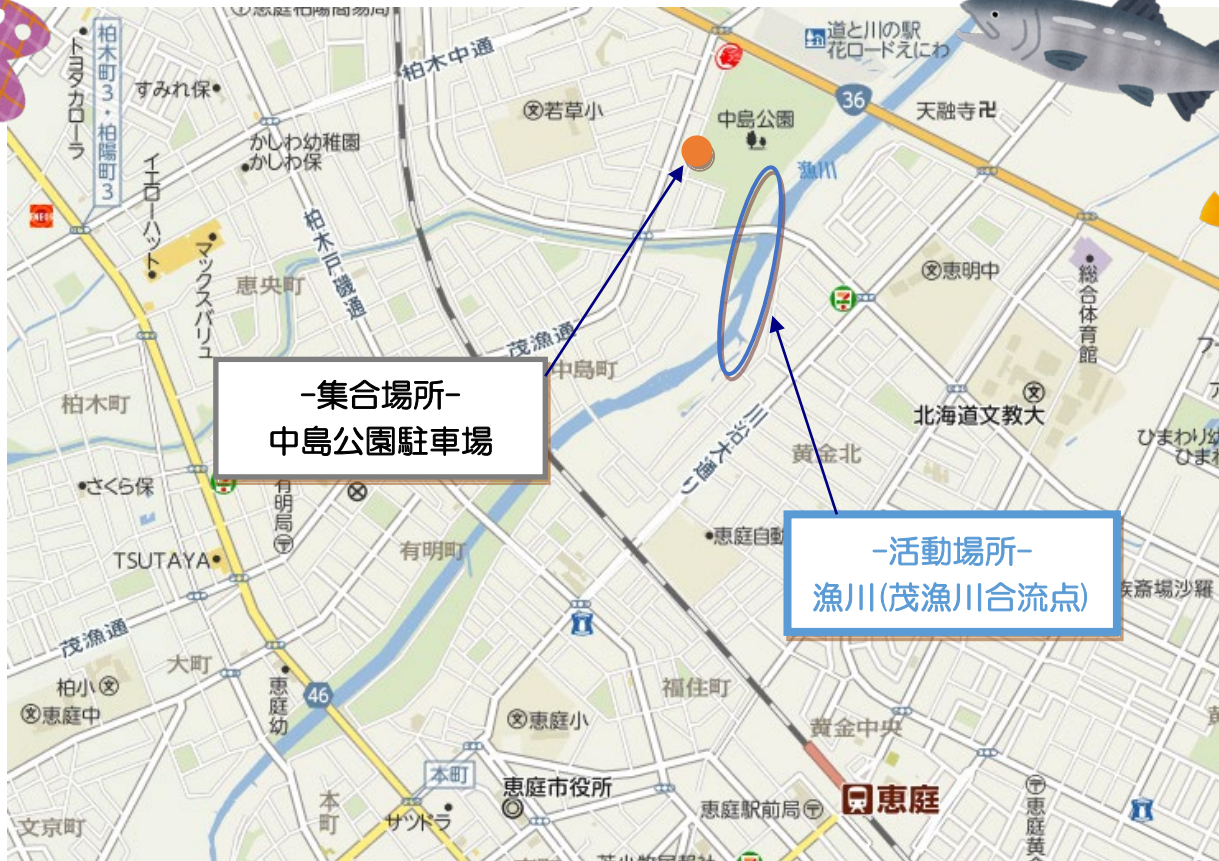 ①恵庭柏陽簡易局
柏木町3・柏陽町3
トヨタカローラ
すみれ保
柏木中通
若草小
道と川の駅
花ロードえにわ
36
天融寺
中島公園
かしわ幼稚園
かしわ保
イエローハット
ENEOS
マックスバリュ
柏木戸磯通
恵央町
漁川
恵明中
総合体育館
茂漁通
中島町
-集合場所-
中島公園駐車場
柏木町
川沿大通り
黄金北
北海道文教大
さくら保
有明局
TSUTAYA
有明町
恵庭自動
-活動場所-
漁川(茂漁川合流点)
族斎場沙羅
茂漁通
大町
柏小
恵庭中
恵庭幼
46
恵庭小
福住町
黄金中央
本町
恵庭市役所
本町
サツドラ
恵庭駅前局
恵庭
文京町